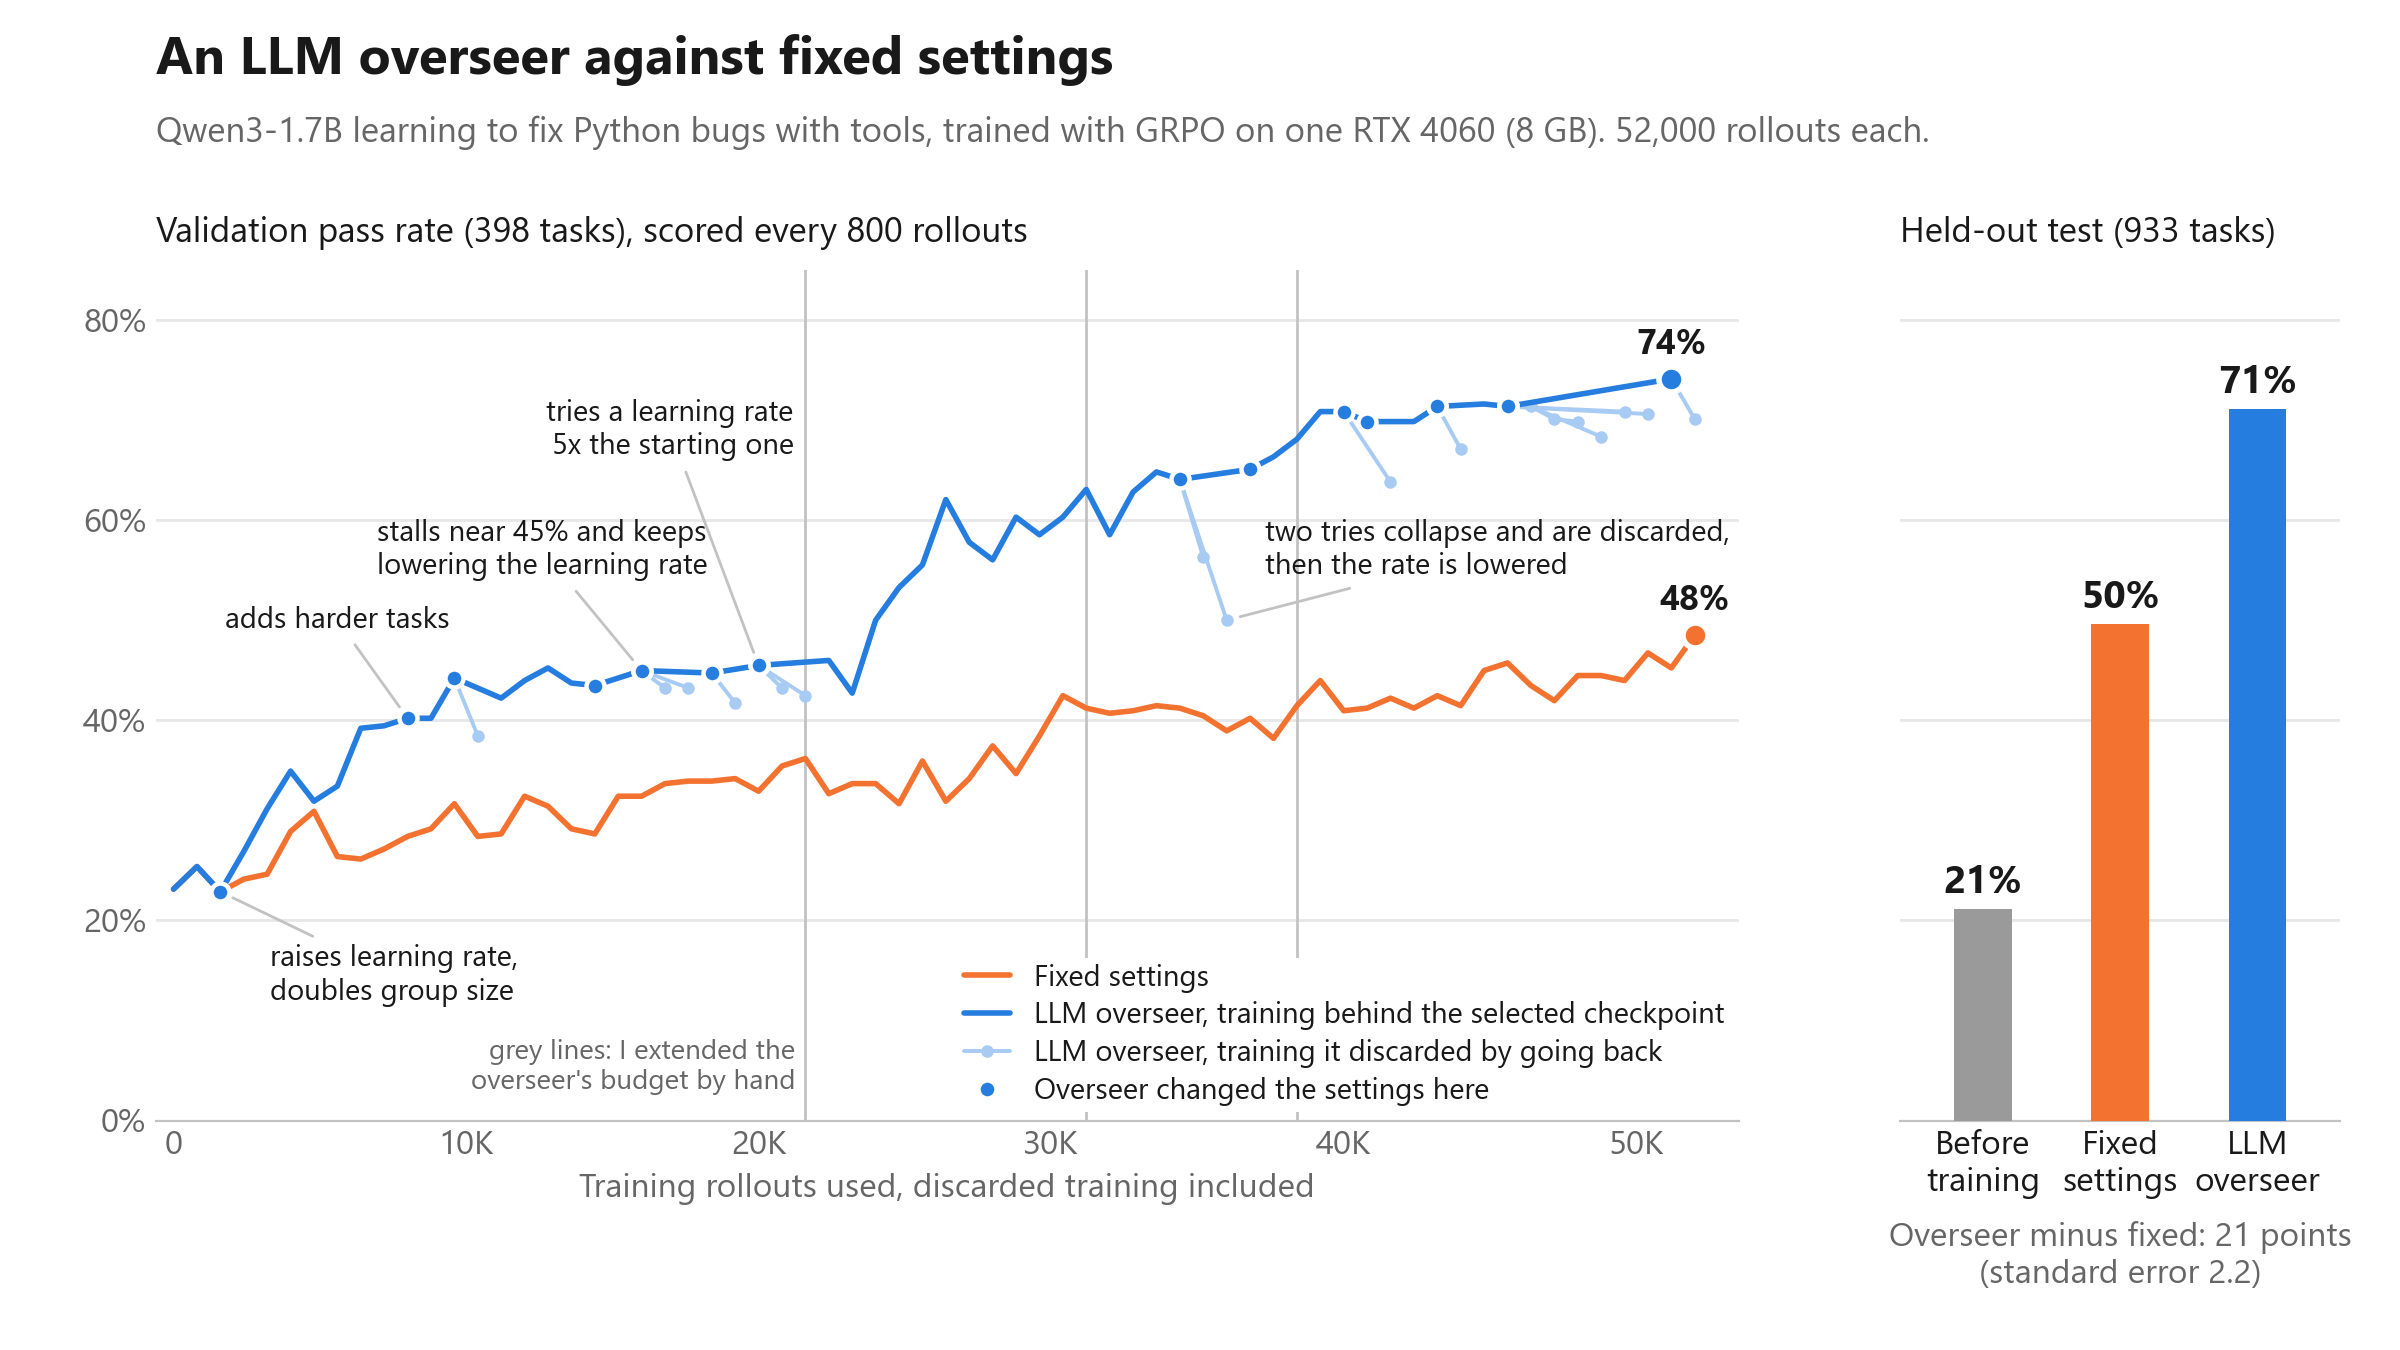 An LLM overseer against fixed settings
Qwen3-1.7B learning to fix Python bugs with tools, trained with GRPO on one RTX 4060 (8 GB). 52,000 rollouts each.
Validation pass rate (398 tasks), scored every 800 rollouts
80%
60%
40%
20%
0%
74%
tries a learning rate
5x the starting one
stalls near 45% and keeps
lowering the learning rate
adds harder tasks
two tries collapse and are discarded,
then the rate is lowered
48%
raises learning rate,
doubles group size
grey lines: I extended the
overseer's budget by hand
Fixed settings
LLM overseer, training behind the selected checkpoint
LLM overseer, training it discarded by going back
Overseer changed the settings here
0 10K 20K 30K 40K 50K
Training rollouts used, discarded training included
Held-out test (933 tasks)
71%
50%
21%
Before
training
Fixed
settings
LLM
overseer
Overseer minus fixed: 21 points
(standard error 2.2)